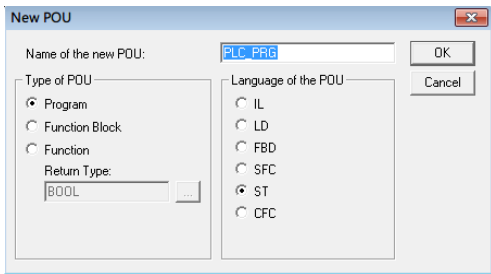 New POU
Name of the new POU:
PLC_PRG
OK
Cancel
Type of POU
Program
Function Block
Function
Return Type:
BOOL
...
Language of the POU
IL
LD
FBD
SFC
ST
CFC